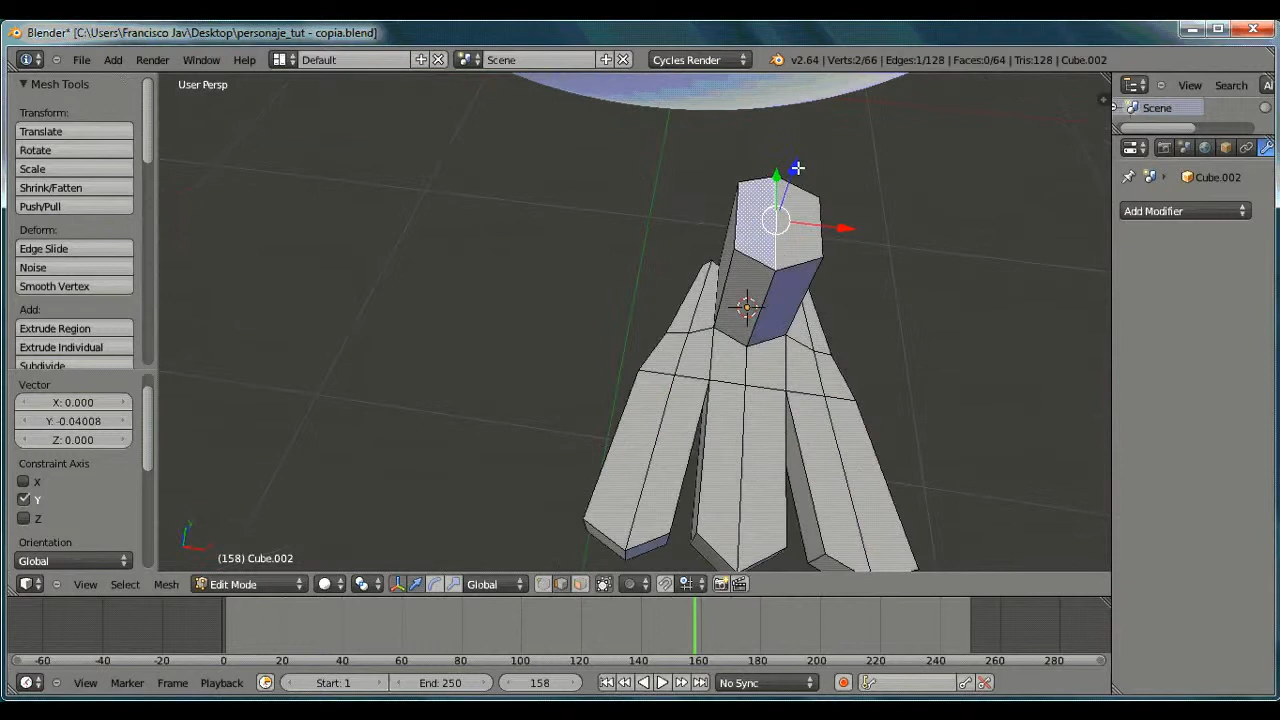 Blender* [C:\Users\Francisco Jav\Desktop\personaje_tut - copia.blend]
File Add Render Window Help Default Scene Cycles Render v2.64 | Verts:2/66 | Edges:1/128 | Faces:0/64 | Tris:128 | Cube.002
Mesh Tools
User Persp
View Search Al
Scene
Transform:
Translate
Rotate
Scale
Shrink/Fatten
Push/Pull
Cube.002
Add Modifier
Deform:
Edge Slide
Noise
Smooth Vertex
Add:
Extrude Region
Extrude Individual
Subdivide
Vector
X: 0.000
Y: -0.04008
Z: 0.000
Constraint Axis
X
Y
Z
Orientation
Global
(158) Cube.002
View Select Mesh Edit Mode Global
-60 -40 -20 0 20 40 60 80 100 120 140 160 180 200 220 240 260 280
View Marker Frame Playback Start: 1 End: 250 158 No Sync